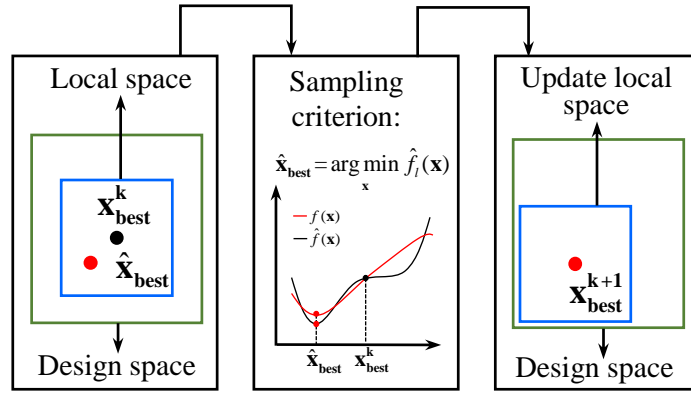 Local space
x^k_best
x̂_best
Design space
Sampling
criterion:
x̂_best = arg min f̂_l(x)
x
f(x)
f̂(x)
x̂_best
x^k_best
Update local
space
x^{k+1}_best
Design space